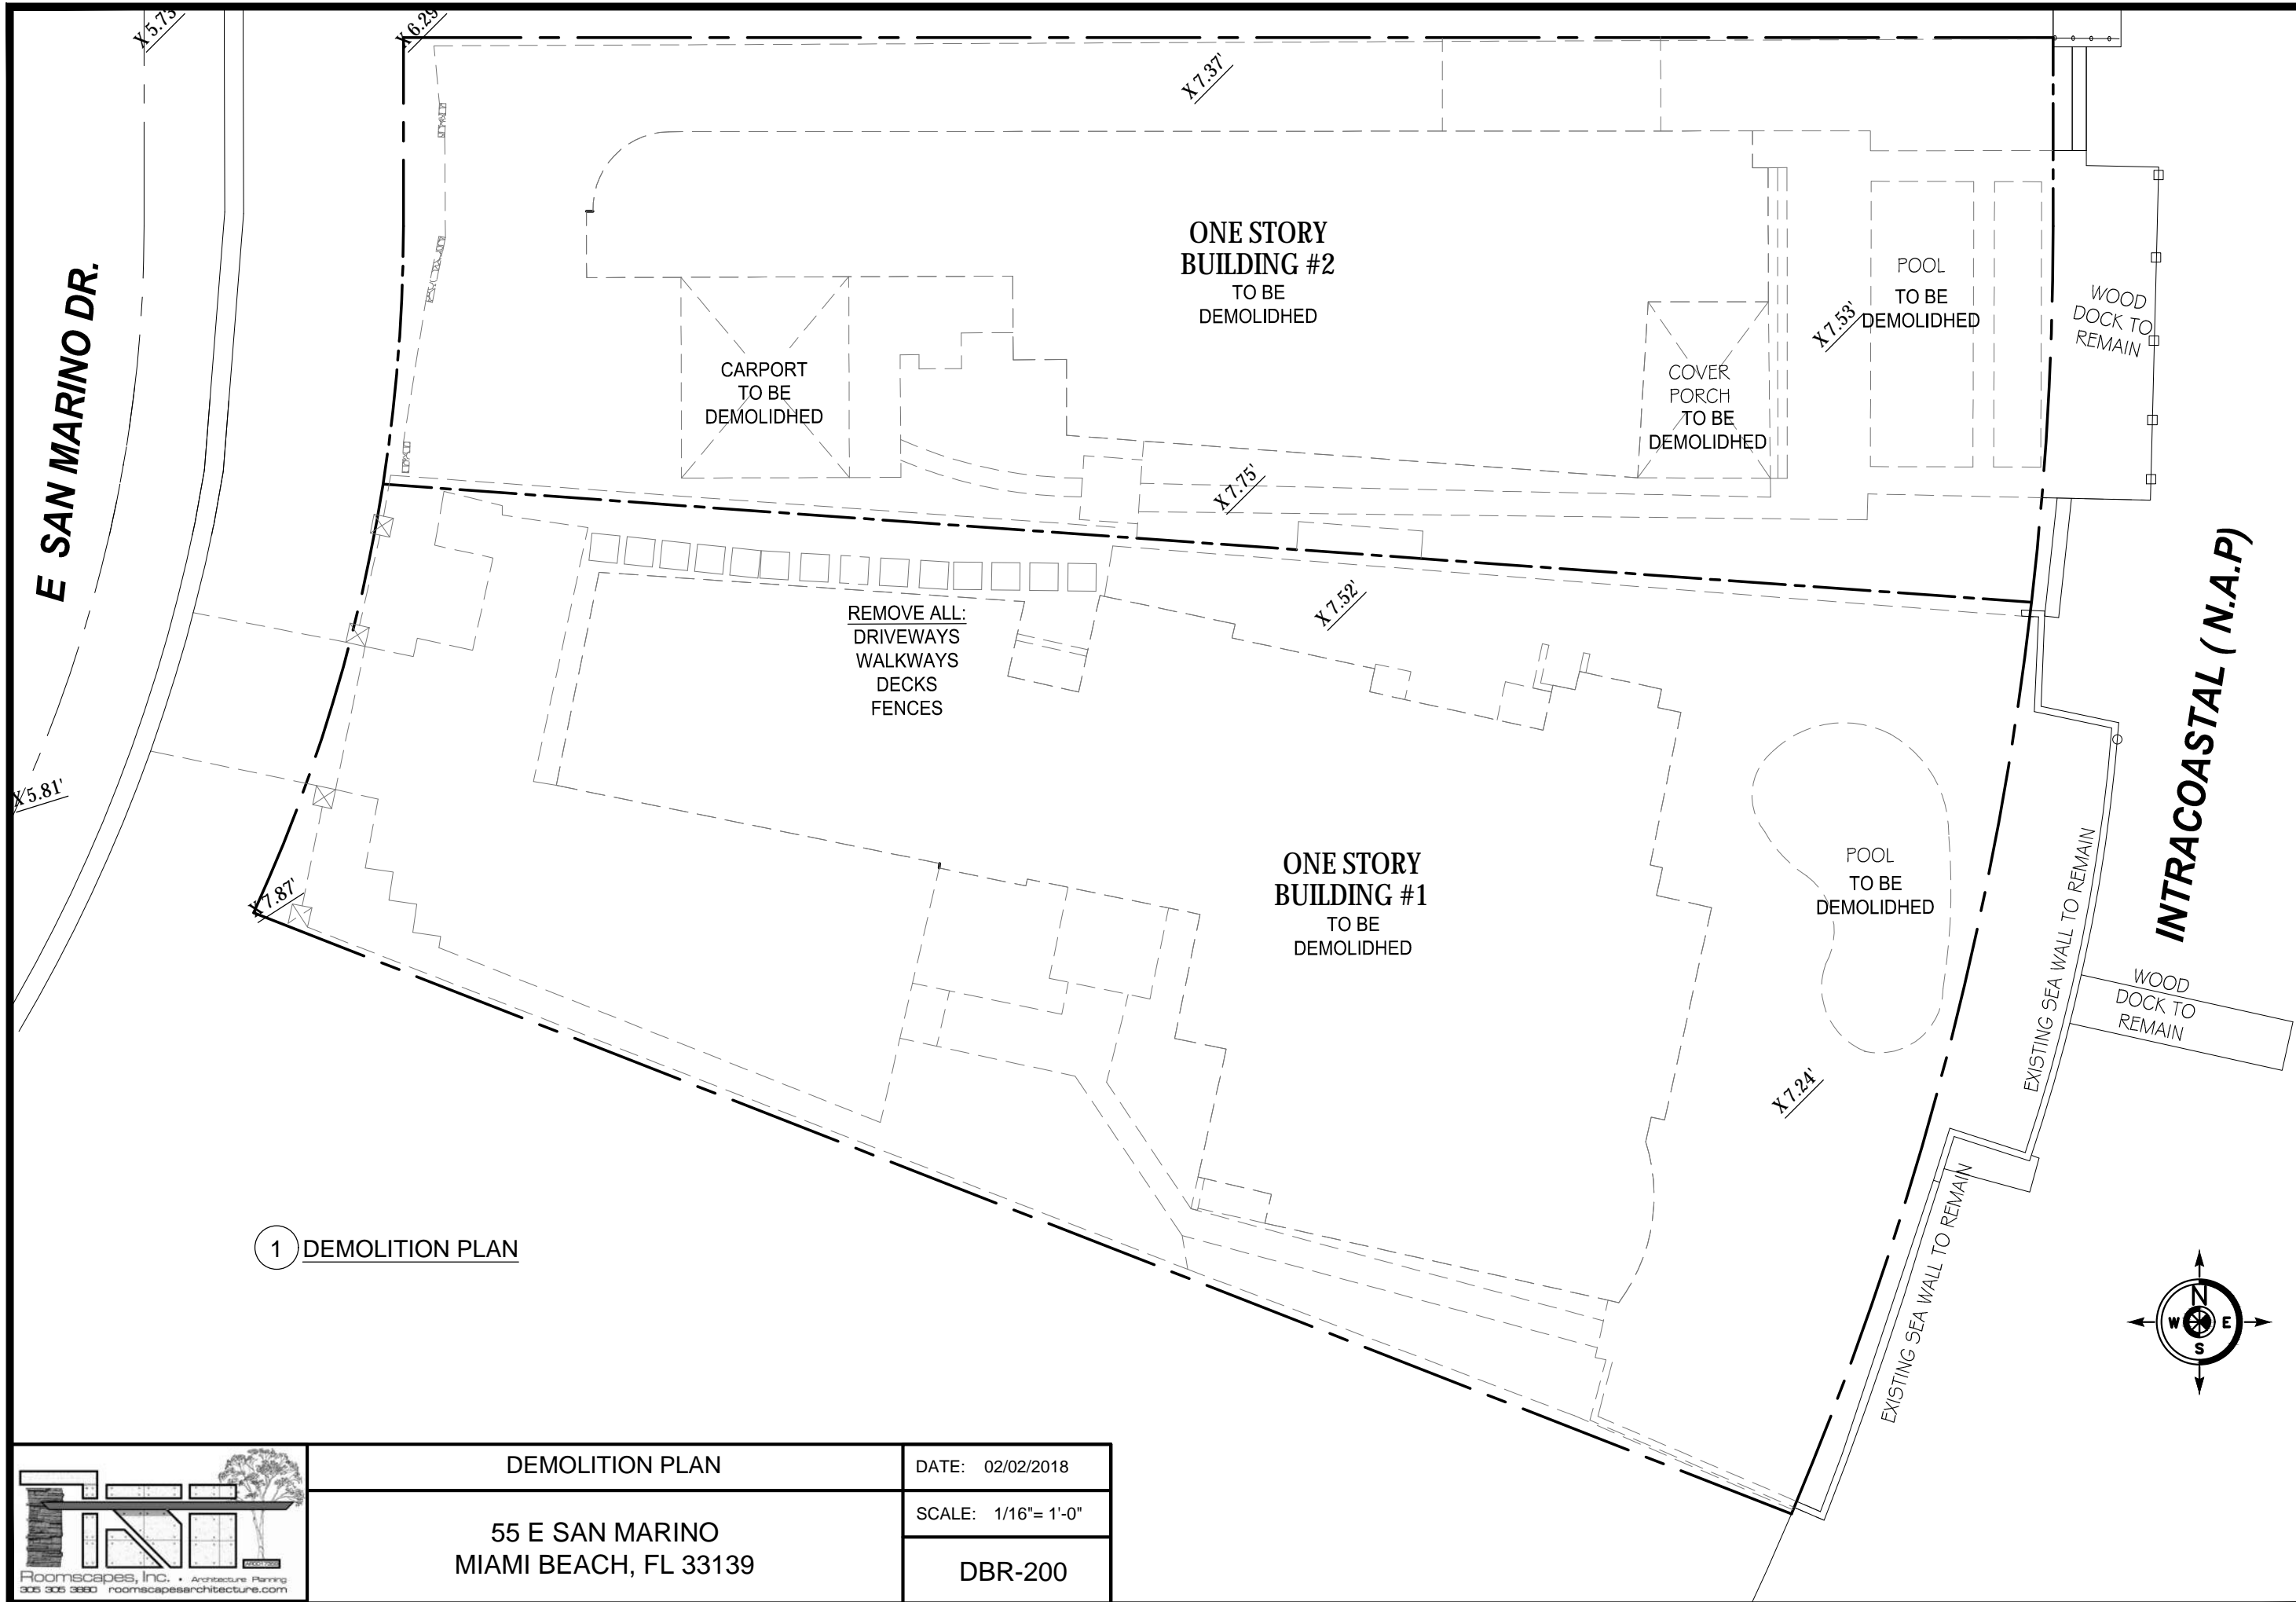 X 5.73'
X 6.29'
X 7.37'
E SAN MARINO DR.
ONE STORY
BUILDING #2
TO BE
DEMOLIDHED
POOL
TO BE
DEMOLIDHED
X 7.53'
WOOD
DOCK TO
REMAIN
CARPORT
TO BE
DEMOLIDHED
COVER
PORCH
TO BE
DEMOLIDHED
X 7.75'
X 7.52'
REMOVE ALL:
DRIVEWAYS
WALKWAYS
DECKS
FENCES
INTRACOASTAL ( N.A.P)
X 5.81'
X 7.87'
ONE STORY
BUILDING #1
TO BE
DEMOLIDHED
POOL
TO BE
DEMOLIDHED
EXISTING SEA WALL TO REMAIN
WOOD
DOCK TO
REMAIN
X 7.24'
EXISTING SEA WALL TO REMAIN
1 DEMOLITION PLAN
N
W E
S
DEMOLITION PLAN
55 E SAN MARINO
MIAMI BEACH, FL 33139
DATE: 02/02/2018
SCALE: 1/16"= 1'-0"
DBR-200
Roomscapes, Inc. • Architecture Planning
305 305 3880 roomscapesarchitecture.com